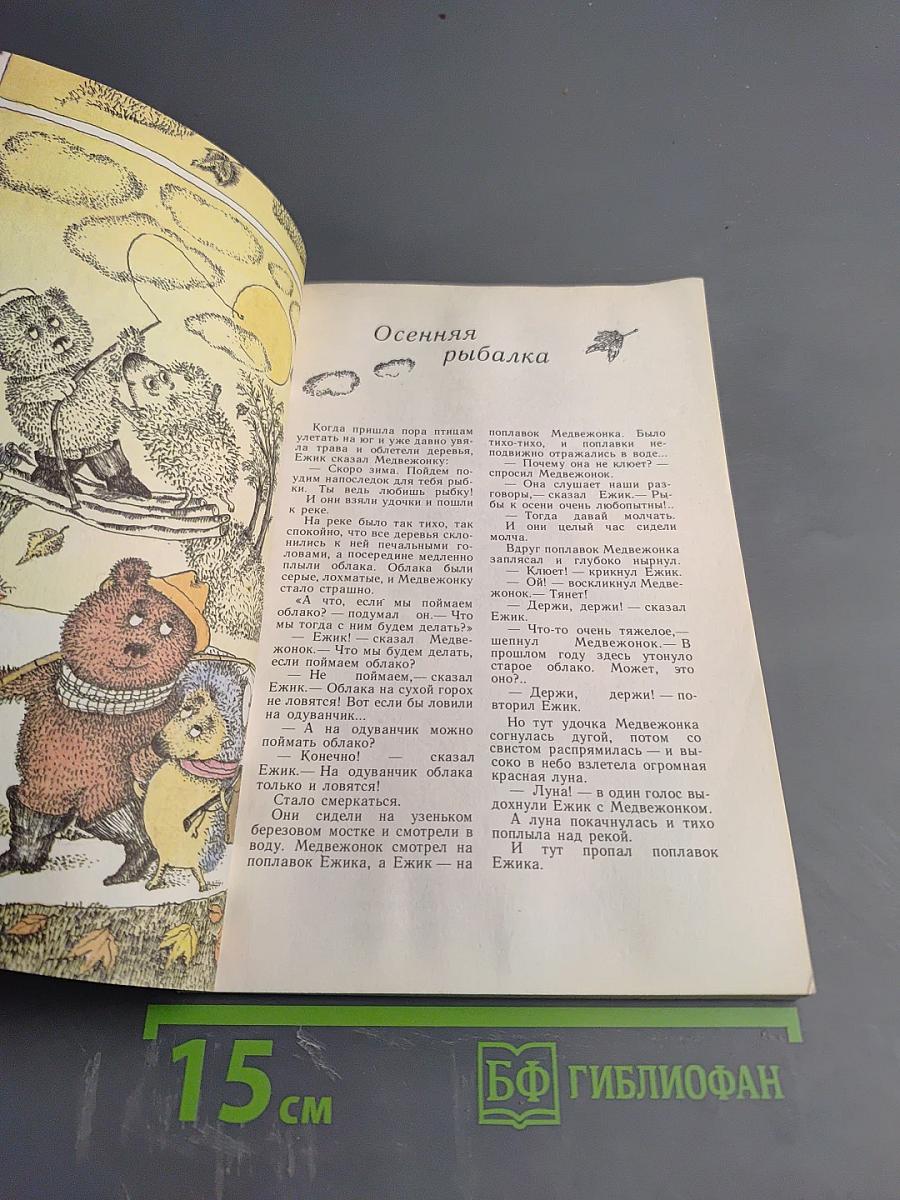 Осенняя
рыбалка
Когда пришла пора птицам
улетать на юг и уже давно увя-
ла трава и облетели деревья,
Ежик сказал Медвежонку:
— Скоро зима. Пойдем по-
удим напоследок для тебя рыб-
ки. Ты ведь любишь рыбку!
И они взяли удочки и пошли
к реке.
На реке было так тихо, так
спокойно, что все деревья скло-
нились к ней печальными го-
ловами, а посередине медленно
плыли облака. Облака были
серые, лохматые, и Медвежонку
стало страшно.
«А что, если мы поймаем
облако? — подумал он.— Что
мы тогда с ним будем делать?»
— Ежик! — сказал Медве-
жонок.— Что мы будем делать,
если поймаем облако?
— Не поймаем,— сказал
Ежик.— Облака на сухой горох
не ловятся! Вот если бы ловили
на одуванчик...
— А на одуванчик можно
поймать облако?
— Конечно! — сказал
Ежик.— На одуванчик облака
только и ловятся!
Стало смеркаться.
Они сидели на узеньком
березовом мостке и смотрели в
воду. Медвежонок смотрел на
поплавок Ежика, а Ежик — на
поплавок Медвежонка. Было
тихо-тихо, и поплавки не-
подвижно отражались в воде...
— Почему она не клюет? —
спросил Медвежонок.
— Она слушает наши раз-
говоры,— сказал Ежик.— Ры-
бы к осени очень любопытны!..
— Тогда давай молчать.
И они целый час сидели
молча.
Вдруг поплавок Медвежонка
заплясал и глубоко нырнул.
— Клюет! — крикнул Ежик.
— Ой! — воскликнул Медве-
жонок.— Тянет!
— Держи, держи! — сказал
Ежик.
— Что-то очень тяжелое,—
шепнул Медвежонок.— В
прошлом году здесь утонуло
старое облако. Может, это
оно?..
— Держи, держи! — по-
вторил Ежик.
Но тут удочка Медвежонка
согнулась дугой, потом со
свистом распрямилась — и вы-
соко в небо взлетела огромная
красная луна.
— Луна! — в один голос вы-
дохнули Ежик с Медвежонком.
А луна покачнулась и тихо
поплыла над рекой.
И тут пропал поплавок
Ежика.
15 см
БФ ГИБЛИОФАН